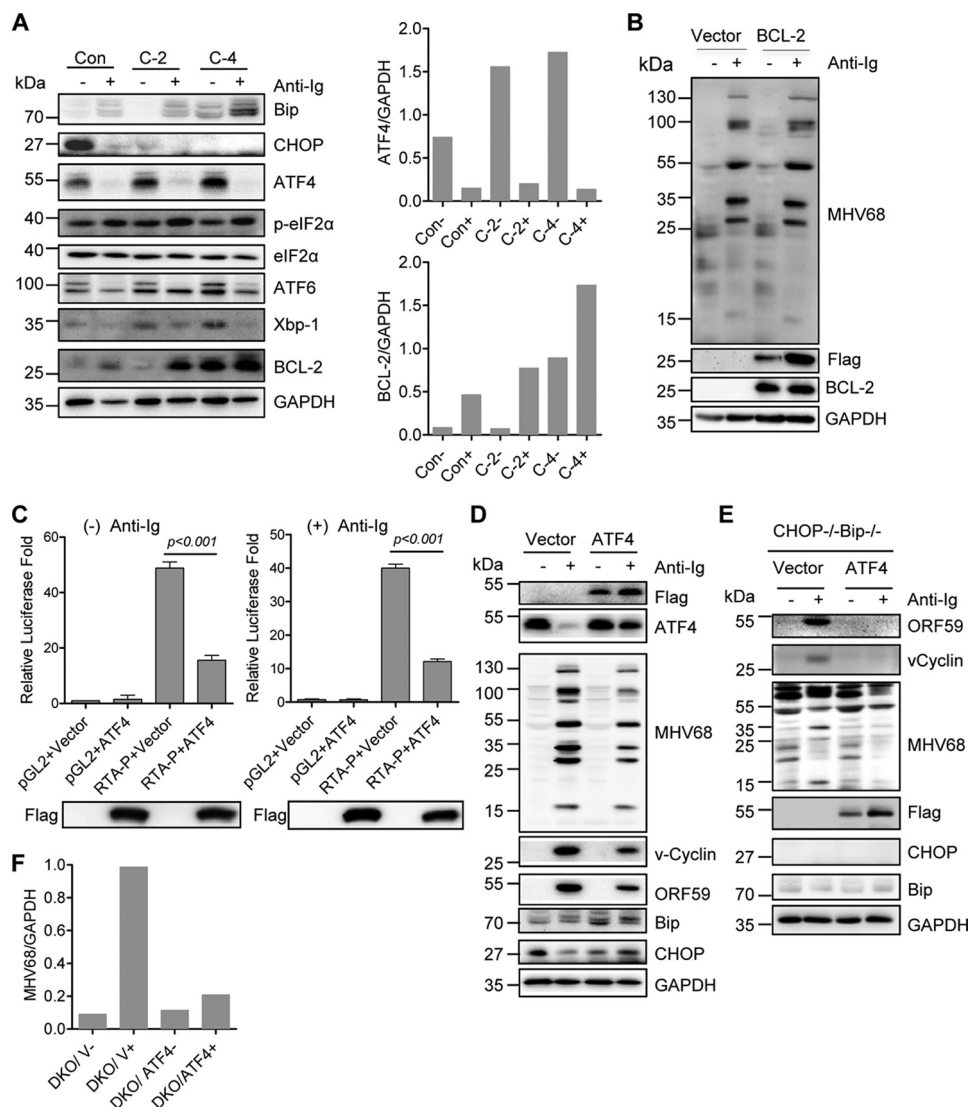 A
Con C-2 C-4
kDa - + - + - + Anti-Ig
70 Bip
27 CHOP
55 ATF4
40 p-eIF2α
40 eIF2α
100 ATF6
35 Xbp-1
25 BCL-2
35 GAPDH
ATF4/GAPDH
2.0
1.5
1.0
0.5
0.0
Con- Con+ C-2- C-2+ C-4- C-4+
BCL-2/GAPDH
2.0
1.5
1.0
0.5
0.0
Con- Con+ C-2- C-2+ C-4- C-4+
B
Vector BCL-2
kDa - + - + Anti-Ig
130
100
55
35
25
15
MHV68
25 Flag
25 BCL-2
35 GAPDH
C
(-) Anti-Ig
p<0.001
Relative Luciferase Fold
60
40
20
0
pGL2+Vector pGL2+ATF4 RTA-P+Vector RTA-P+ATF4
Flag
(+) Anti-Ig
p<0.001
Relative Luciferase Fold
50
40
30
20
10
0
pGL2+Vector pGL2+ATF4 RTA-P+Vector RTA-P+ATF4
Flag
D
Vector ATF4
kDa - + - + Anti-Ig
55 Flag
55 ATF4
130
100
55
35
25
15
MHV68
25 v-Cyclin
55 ORF59
70 Bip
27 CHOP
35 GAPDH
E
CHOP-/-Bip-/-
Vector ATF4
kDa - + - + Anti-Ig
55 ORF59
25 vCyclin
55
35
25
15
MHV68
55 Flag
27 CHOP
70 Bip
35 GAPDH
F
MHV68/GAPDH
1.0
0.8
0.6
0.4
0.2
0.0
DKO/ V- DKO/ V+ DKO/ ATF4- DKO/ATF4+